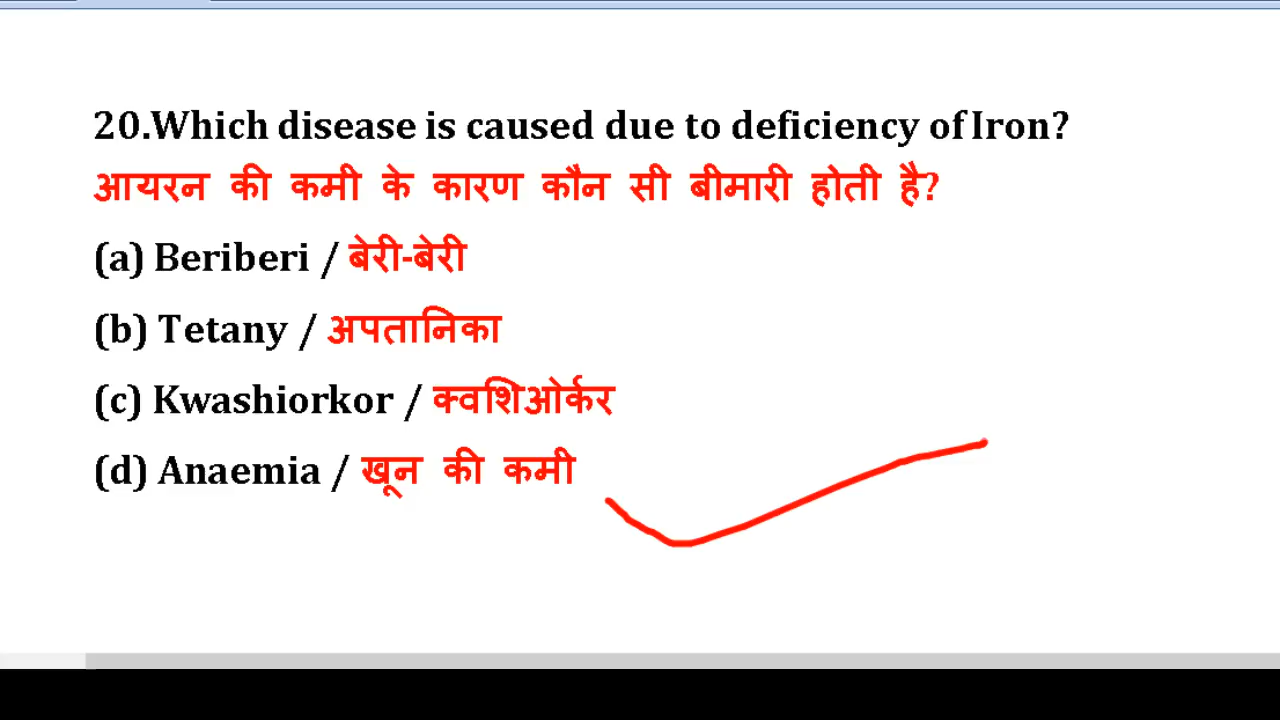 20.Which disease is caused due to deficiency of Iron?
आयरन की कमी के कारण कौन सी बीमारी होती है?
(a) Beriberi / बेरी-बेरी
(b) Tetany / अपतानिका
(c) Kwashiorkor / क्वशिओर्कर
(d) Anaemia / खून की कमी